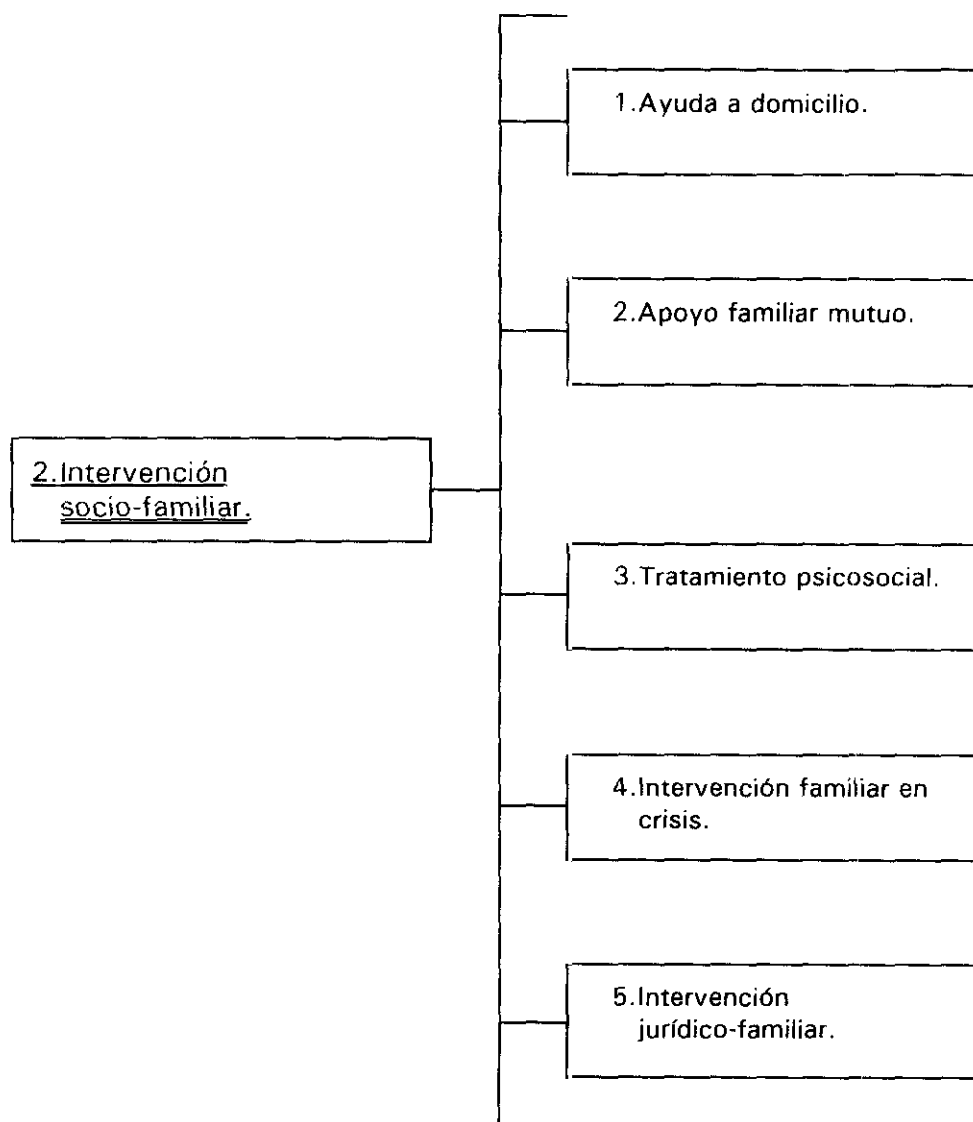 1.Ayuda a domicilio.
2.Apoyo familiar mutuo.
2.Intervención
socio-familiar.
3.Tratamiento psicosocial.
4.Intervención familiar en
crisis.
5.Intervención
jurídico-familiar.